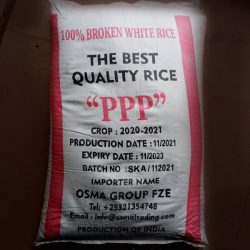 100% BROKEN WHITE RICE
THE BEST
QUALITY RICE
“PPP”
CROP : 2020-2021
PRODUCTION DATE : 11/2021
EXPIRY DATE : 11/2023
BATCH NO : SKA/112021
IMPORTER NAME
OSMA GROUP FZE
Tel: +25321354748
Email : info@osmatrading.com
PRODUCTION OF INDIA